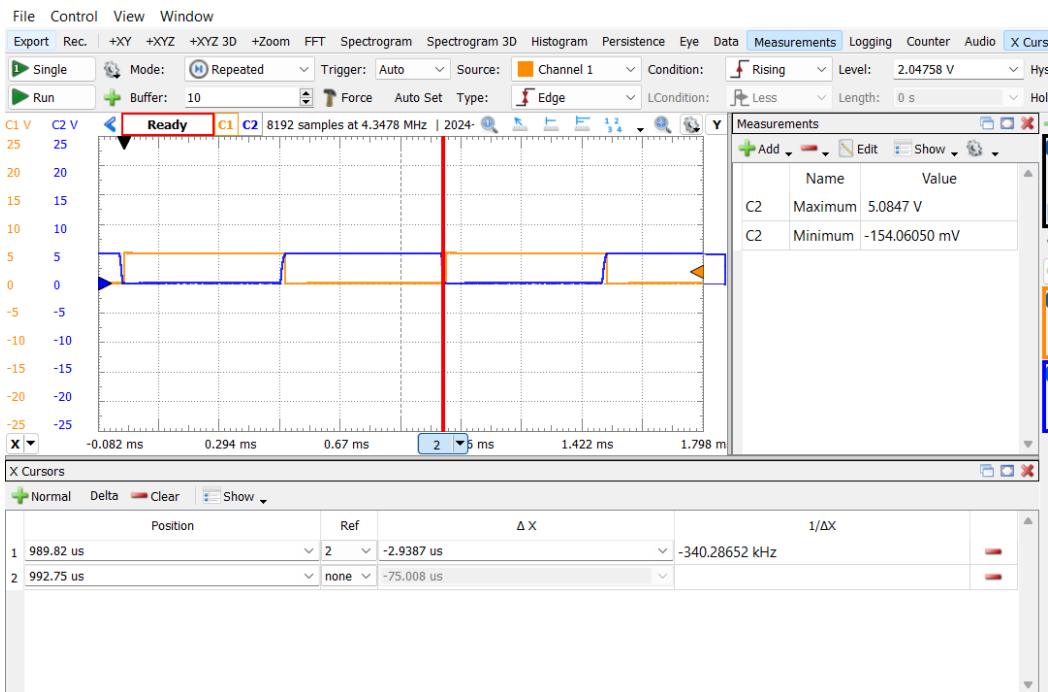 File Control View Window
Export Rec. +XY +XYZ +XYZ 3D +Zoom FFT Spectrogram Spectrogram 3D Histogram Persistence Eye Data Measurements Logging Counter Audio X Curs
Single Mode: Repeated Trigger: Auto Source: Channel 1 Condition: Rising Level: 2.04758 V Hys
Run Buffer: 10 Force Auto Set Type: Edge LCondition: Less Length: 0 s Hol
C1 V C2 V Ready C1 C2 8192 samples at 4.3478 MHz | 2024- Y Measurements
Add Edit Show
Name Value
C2 Maximum 5.0847 V
C2 Minimum -154.06050 mV
25 25
20 20
15 15
10 10
5 5
0 0
-5 -5
-10 -10
-15 -15
-20 -20
-25 -25
X -0.082 ms 0.294 ms 0.67 ms 2 ms 1.422 ms 1.798 m
X Cursors
Normal Delta Clear Show
Position Ref Δ X 1/ΔX
1 989.82 us 2 -2.9387 us -340.28652 kHz
2 992.75 us none -75.008 us